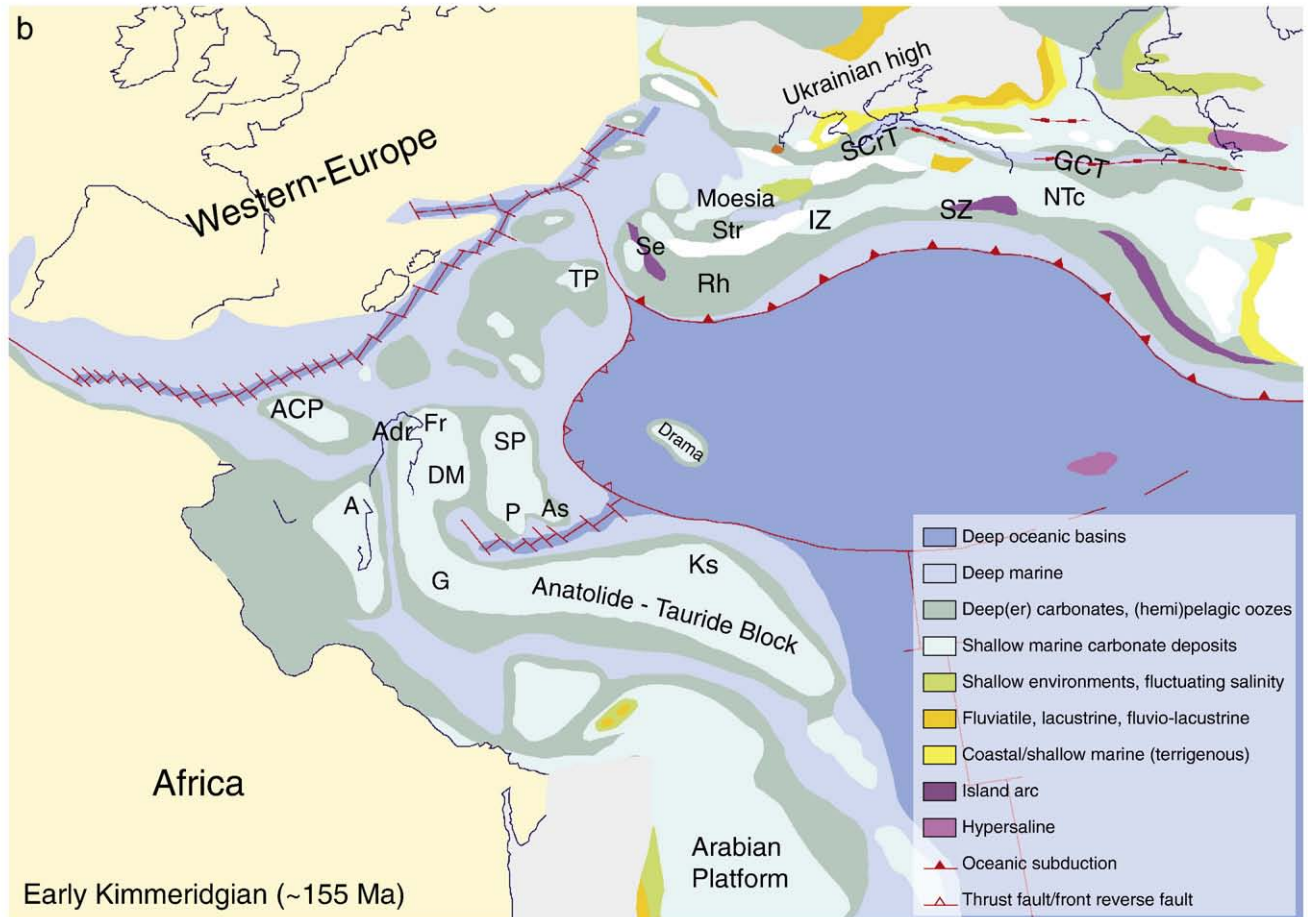 b
Ukrainian high
Western-Europe
SCrT
GCT
Moesia
NTc
Str
IZ
SZ
Se
TP
Rh
ACP
Adr
Fr
SP
Drama
DM
A
P
As
G
Ks
Anatolide - Tauride Block
Africa
Arabian
Platform
Early Kimmeridgian (~155 Ma)
Deep oceanic basins
Deep marine
Deep(er) carbonates, (hemi)pelagic oozes
Shallow marine carbonate deposits
Shallow environments, fluctuating salinity
Fluviatile, lacustrine, fluvio-lacustrine
Coastal/shallow marine (terrigenous)
Island arc
Hypersaline
Oceanic subduction
Thrust fault/front reverse fault